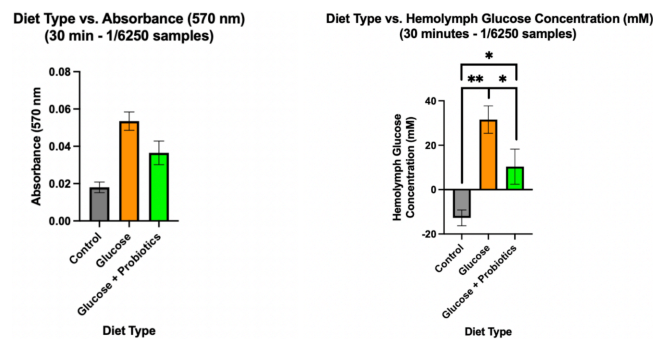 Diet Type vs. Absorbance (570 nm)
(30 min - 1/6250 samples)
0.08
0.06
0.04
0.02
0.00
Absorbance (570 nm
Control
Glucose
Glucose + Probiotics
Diet Type
Diet Type vs. Hemolymph Glucose Concentration (mM)
(30 minutes - 1/6250 samples)
*
** *
40
20
0
-20
Hemolymph Glucose
Concentration (mM)
Control
Glucose
Glucose + Probiotics
Diet Type